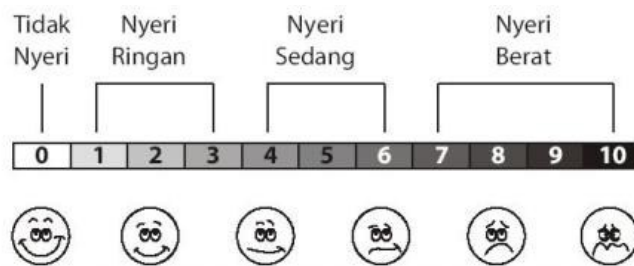 Tidak Nyeri Nyeri Nyeri
Nyeri Ringan Sedang Berat
0 1 2 3 4 5 6 7 8 9 10